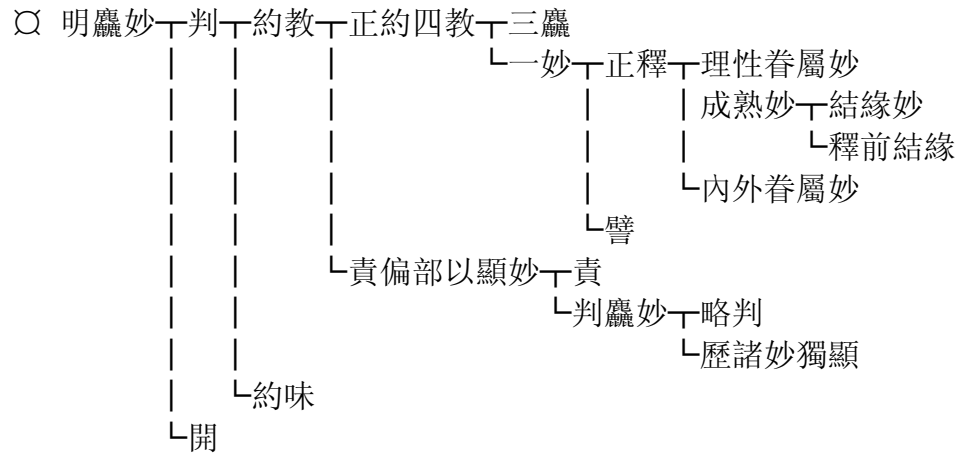 ¤ 明麤妙┬判┬約教┬正約四教┬三麤
└一妙┬正釋┬理性眷屬妙
成熟妙┬結緣妙
└釋前結緣
└內外眷屬妙
└譬
└責偏部以顯妙┬責
└判麤妙┬略判
└歷諸妙獨顯
└約味
└開